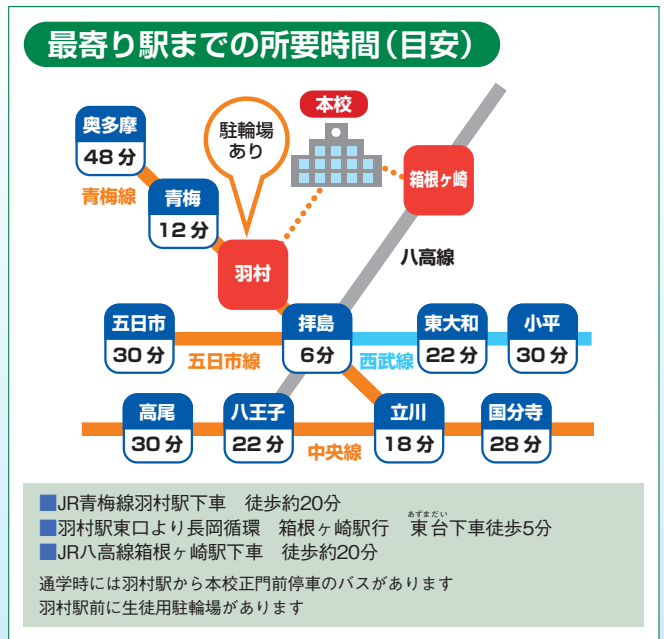 最寄り駅までの所要時間（目安）
本校
駐輪場
あり
奥多摩
48分
箱根ヶ崎
青梅線
青梅
12分
八高線
羽村
五日市
30分
拝島
6分
東大和
22分
小平
30分
五日市線
西武線
高尾
30分
八王子
22分
立川
18分
国分寺
28分
中央線
■JR青梅線羽村駅下車　徒歩約20分
あずまだい
■羽村駅東口より長岡循環　箱根ヶ崎駅行　東台下車徒歩5分
■JR八高線箱根ヶ崎駅下車　徒歩約20分
通学時には羽村駅から本校正門前停車のバスがあります
羽村駅前に生徒用駐輪場があります